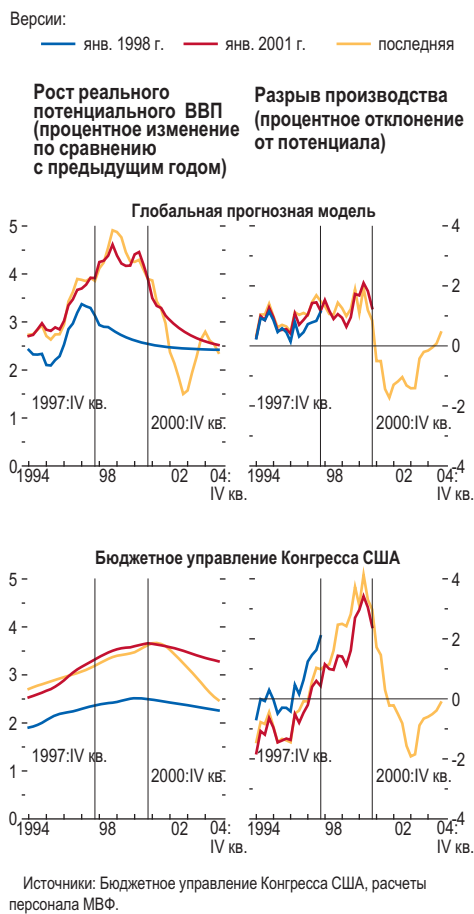 Версии:
янв. 1998 г. янв. 2001 г. последняя
Рост реального
потенциального ВВП
(процентное изменение
по сравнению
с предыдущим годом)
Разрыв производства
(процентное отклонение
от потенциала)
Глобальная прогнозная модель
5
4
3
2
1
0
1997:IV кв.
2000:IV кв.
1994 98 02 04:
IV кв.
4
2
0
-2
-4
1997:IV кв.
2000:IV кв.
1994 98 02 04:
IV кв.
Бюджетное управление Конгресса США
5
4
3
2
1
0
1997:IV кв.
2000:IV кв.
1994 98 02 04:
IV кв.
4
2
0
-2
-4
1997:IV кв.
2000:IV кв.
1994 98 02 04:
IV кв.
Источники: Бюджетное управление Конгресса США, расчеты
персонала МВФ.